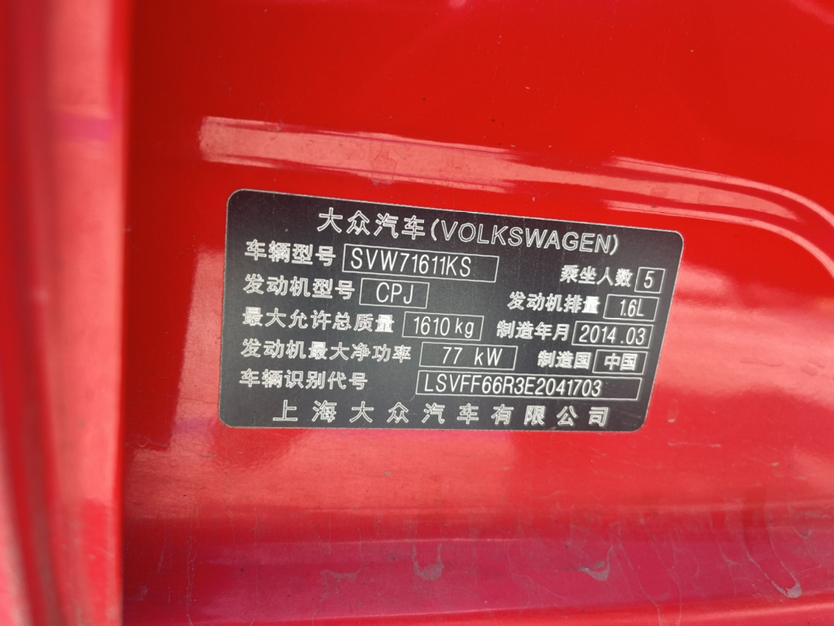 大众汽车(VOLKSWAGEN)
车辆型号 SVW71611KS 乘坐人数 5
发动机型号 CPJ 发动机排量 1.6L
最大允许总质量 1610kg 制造年月 2014.03
发动机最大净功率 77 kW 制造国 中国
车辆识别代号 LSVFF66R3E2041703
上海大众汽车有限公司